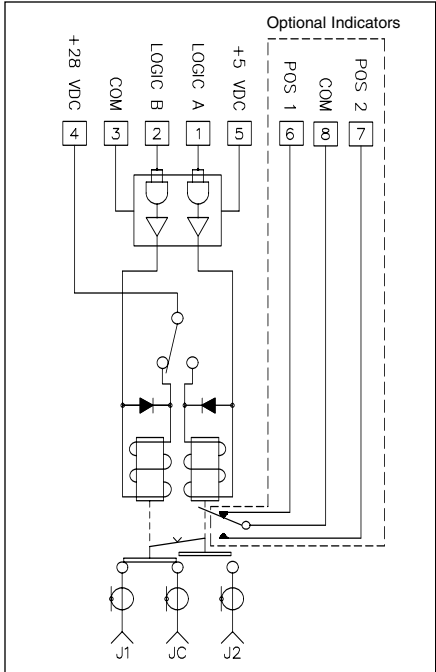 Optional Indicators
+28 VDC
COM
LOGIC B
LOGIC A
+5 VDC
POS 1
COM
POS 2
4
3
2
1
5
6
8
7
J1
JC
J2